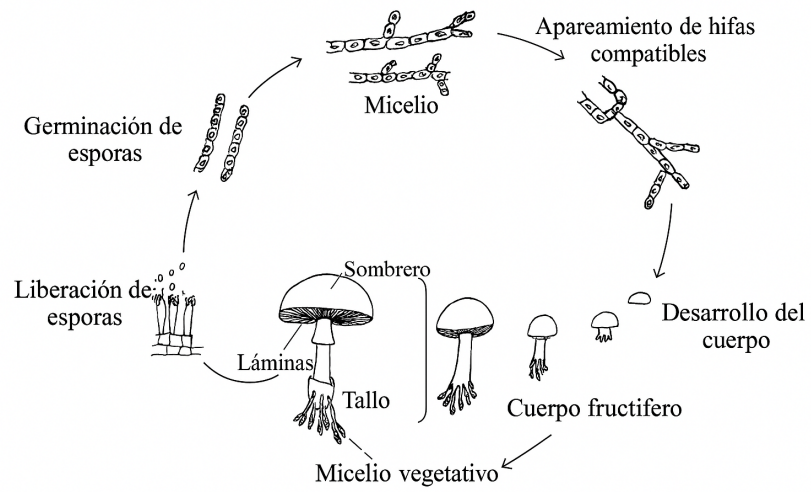 Apareamiento de hifas
compatibles
Micelio
Germinación de
esporas
Sombrero
Liberación de
esporas
Desarrollo del
cuerpo
Láminas
Tallo
Cuerpo fructifero
Micelio vegetativo